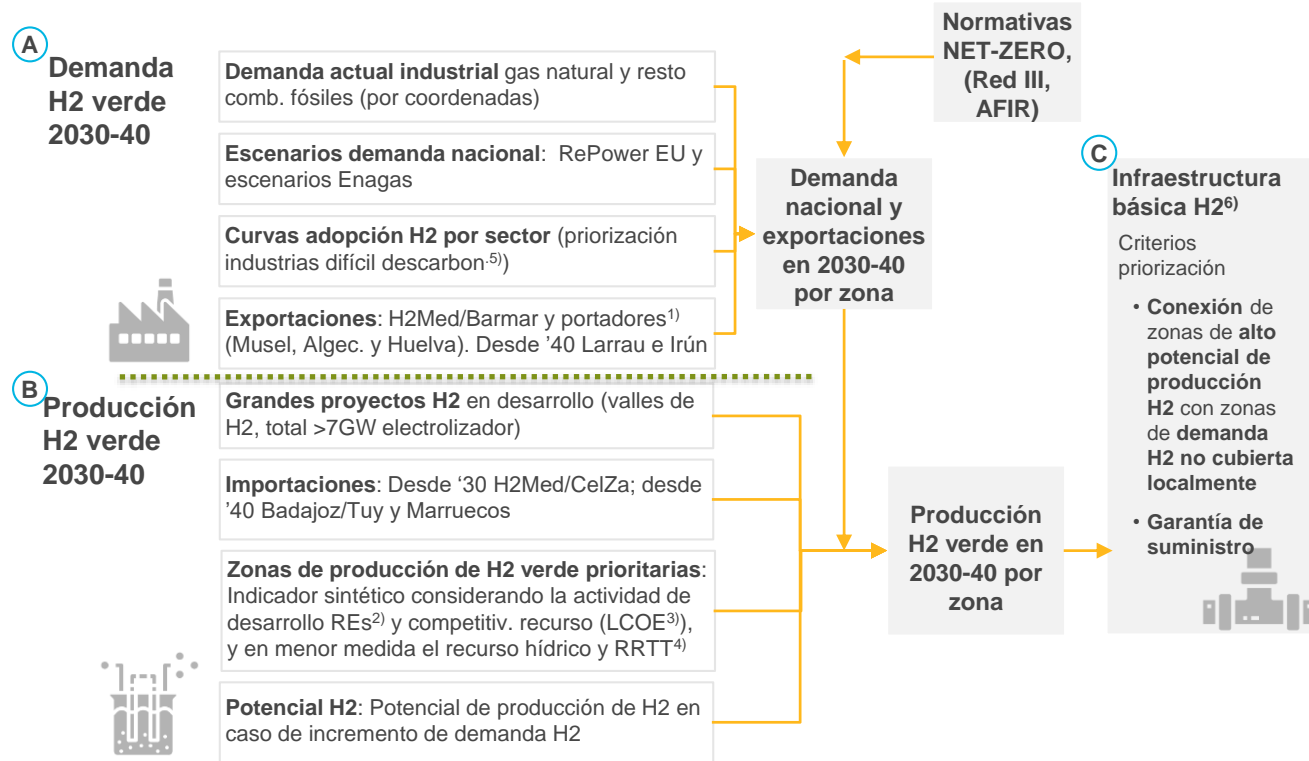 A
Demanda
H2 verde
2030-40
Demanda actual industrial gas natural y resto
comb. fósiles (por coordenadas)
Escenarios demanda nacional: RePower EU y
escenarios Enagas
Curvas adopción H2 por sector (priorización
industrias difícil descarbon.5))
Exportaciones: H2Med/Barmar y portadores1)
(Musel, Algec. y Huelva). Desde '40 Larrau e Irún
Normativas
NET-ZERO,
(Red III,
AFIR)
Demanda
nacional y
exportaciones
en 2030-40
por zona
B
Producción
H2 verde
2030-40
Grandes proyectos H2 en desarrollo (valles de
H2, total >7GW electrolizador)
Importaciones: Desde ‘30 H2Med/CelZa; desde
’40 Badajoz/Tuy y Marruecos
Zonas de producción de H2 verde prioritarias:
Indicador sintético considerando la actividad de
desarrollo REs2) y competitiv. recurso (LCOE3)),
y en menor medida el recurso hídrico y RRTT4)
Potencial H2: Potencial de producción de H2 en
caso de incremento de demanda H2
Producción
H2 verde en
2030-40 por
zona
C
Infraestructura
básica H26)
Criterios
priorización
• Conexión de
zonas de alto
potencial de
producción
H2 con zonas
de demanda
H2 no cubierta
localmente
• Garantía de
suministro